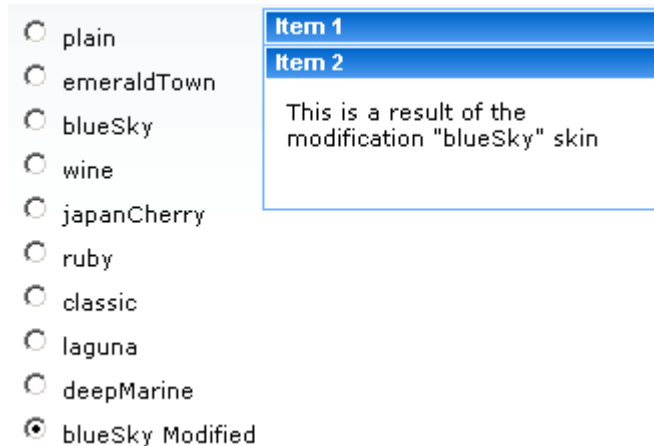 plain
emeraldTown
blueSky
wine
japanCherry
ruby
classic
laguna
deepMarine
blueSky Modified
Item 1
Item 2
This is a result of the
modification "blueSky" skin